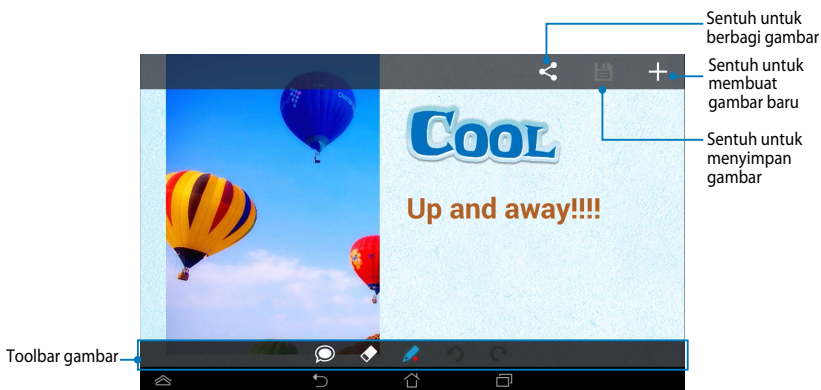 Sentuh untuk
berbagi gambar
Sentuh untuk
membuat
gambar baru
Sentuh untuk
menyimpan
gambar
COOL
Up and away!!!!
Toolbar gambar